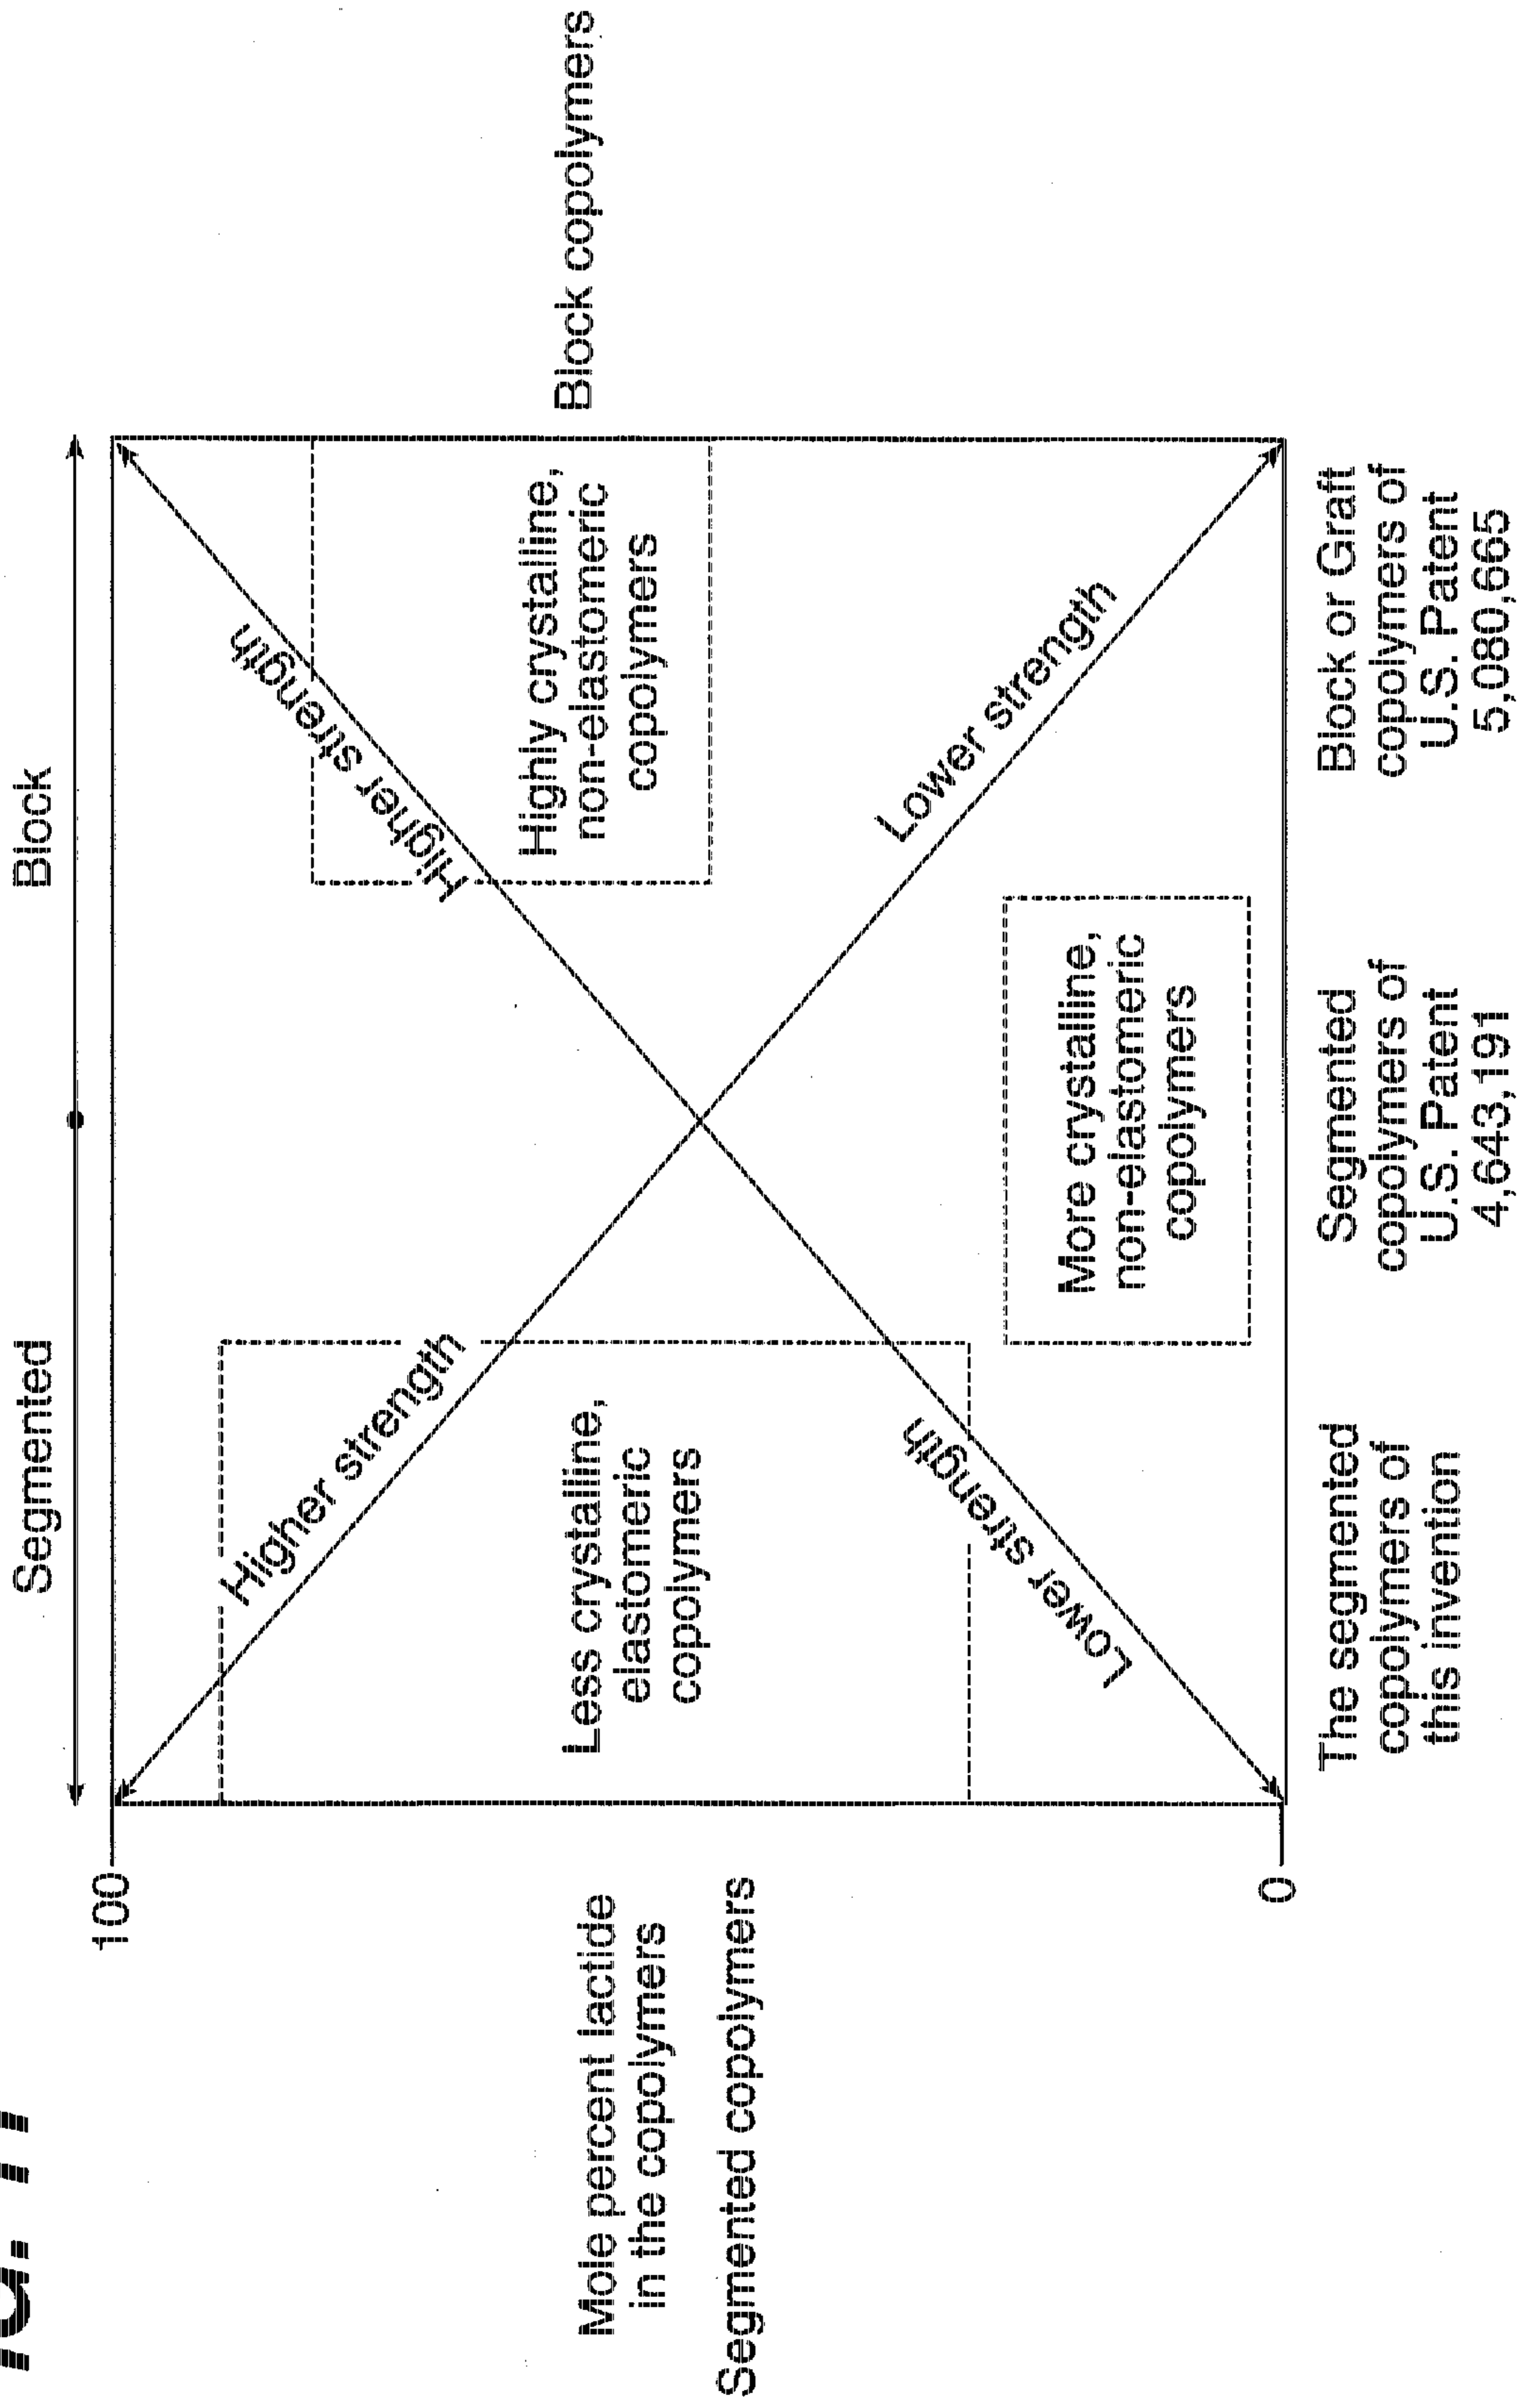 Segmented
Block
100
Higher strength
Higher strength
Mole percent lactide
in the copolymers
Segmented copolymers
Less crystalline,
elastomeric
copolymers
Highly crystalline,
non-elastomeric
copolymers
Block copolymers
Lower strength
Lower strength
More crystalline,
non-elastomeric
copolymers
0
The segmented
copolymers of
this invention
Segmented
copolymers of
U.S. Patent
4,643,191
Block or Graft
copolymers of
U.S. Patent
5,080,665